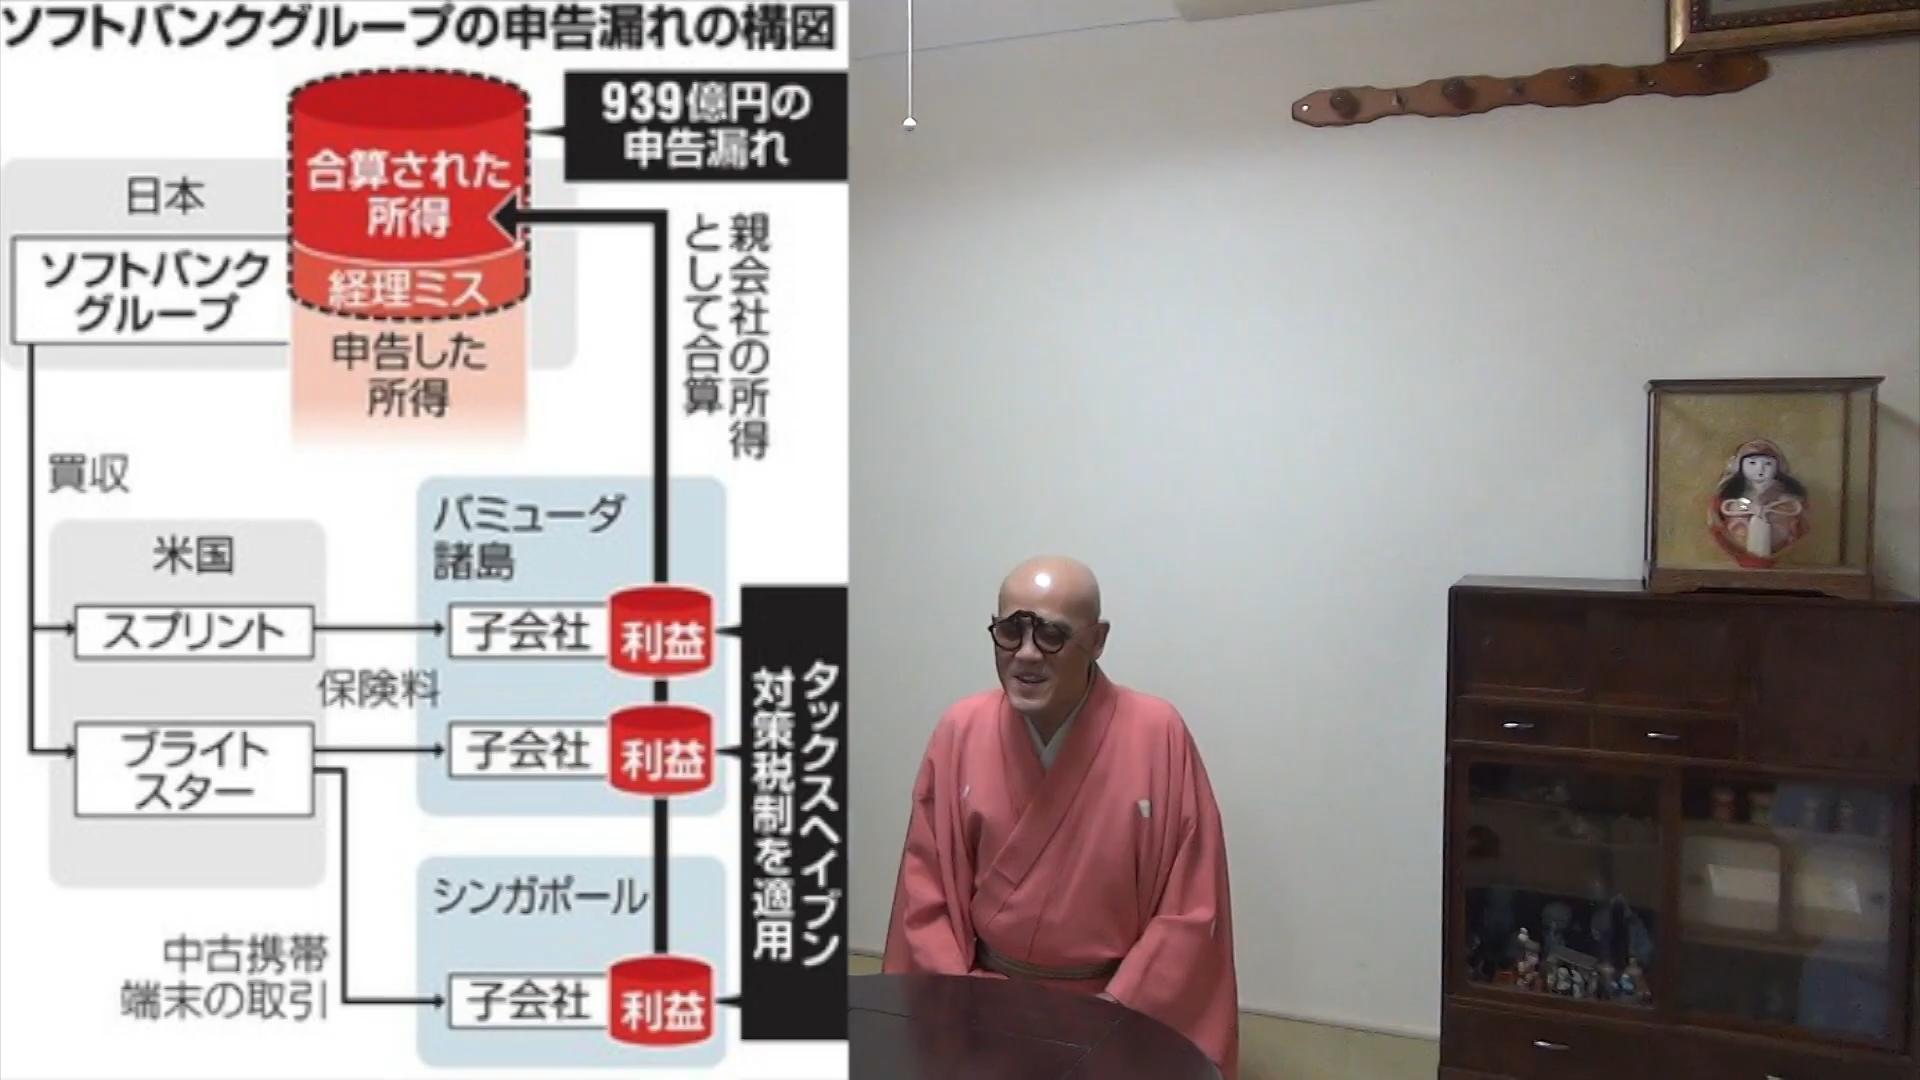 ソフトバンクグループの申告漏れの構図
939億円の
申告漏れ
合算された
所得
経理ミス
申告した
所得
日本
ソフトバンク
グループ
親会社の所得
として合算
買収
米国
スプリント
ブライト
スター
保険料
バミューダ
諸島
子会社
利益
子会社
利益
タックスヘイブン
対策税制を適用
シンガポール
子会社
利益
中古携帯
端末の取引